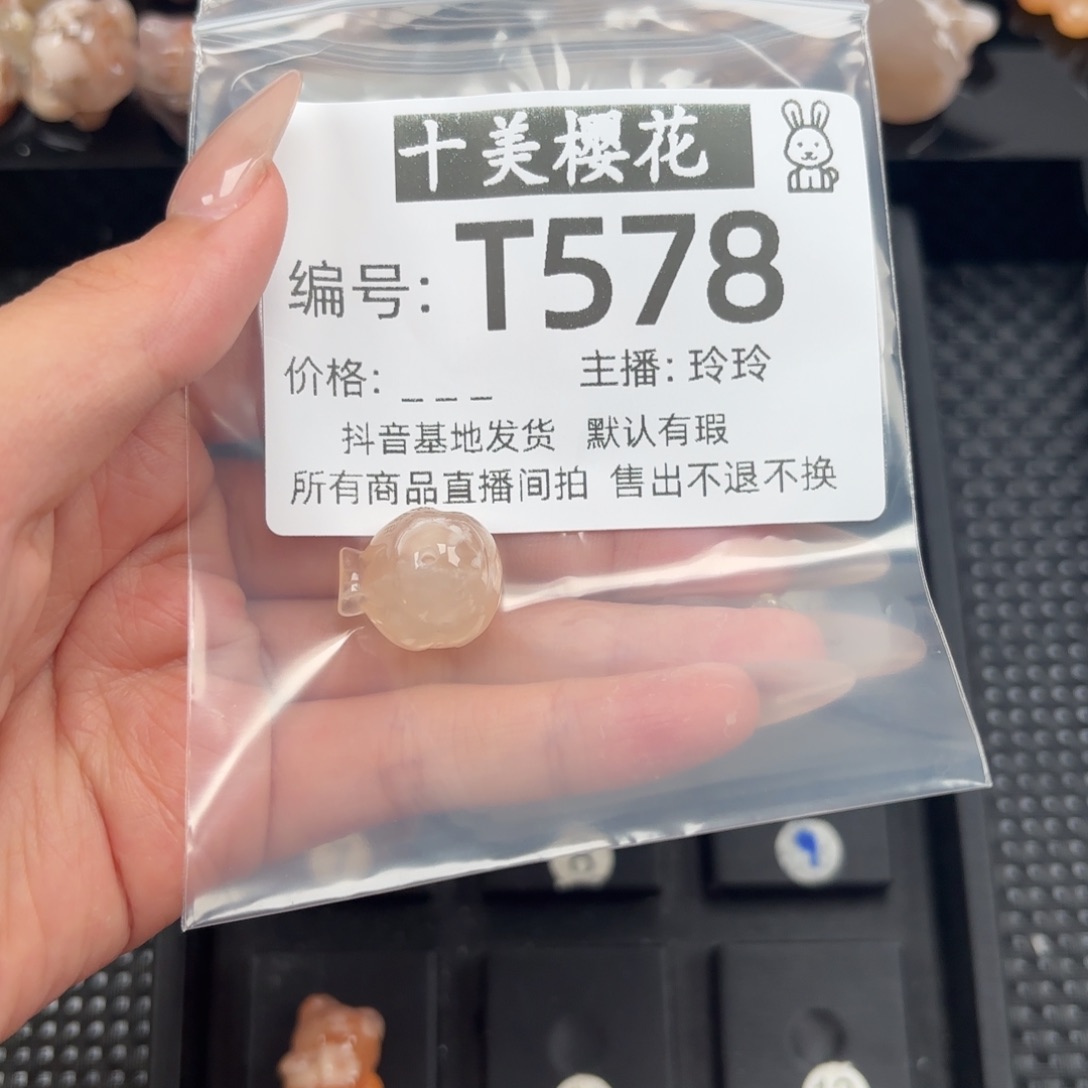 十美樱花
编号: T578
价格: _ _ _ 主播: 玲玲
抖音基地发货 默认有瑕
所有商品直播间拍 售出不退不换